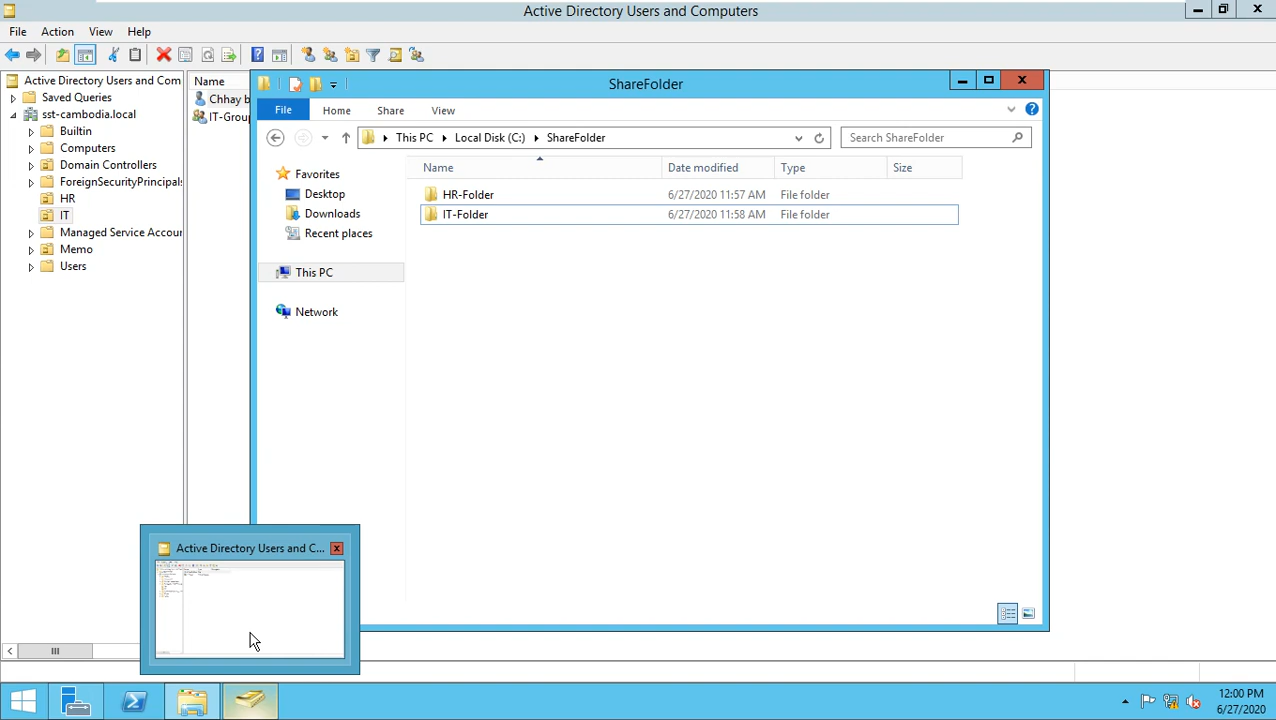 Active Directory Users and Computers
File Action View Help
Active Directory Users and Com
Saved Queries
sst-cambodia.local
Builtin
Computers
Domain Controllers
ForeignSecurityPrincipals
HR
IT
Managed Service Accour
Memo
Users
Name
Chhay b
IT-Group
ShareFolder
File Home Share View
This PC Local Disk (C:) ShareFolder
Search ShareFolder
Favorites
Desktop
Downloads
Recent places
This PC
Network
Name Date modified Type Size
HR-Folder 6/27/2020 11:57 AM File folder
IT-Folder 6/27/2020 11:58 AM File folder
Active Directory Users and C...
12:00 PM
6/27/2020